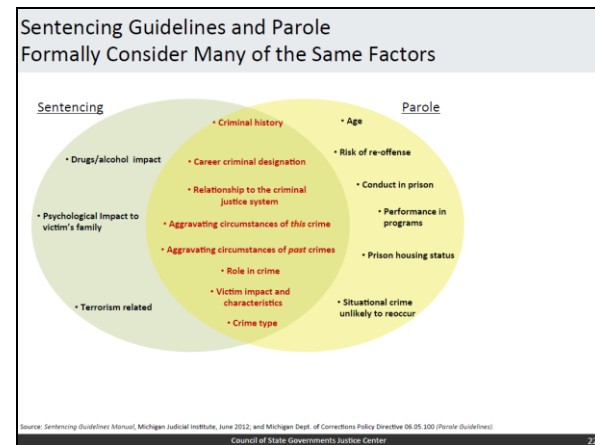 Sentencing Guidelines and Parole
Formally Consider Many of the Same Factors
Sentencing
• Drugs/alcohol impact
• Psychological Impact to
victim's family
• Terrorism related
• Criminal history
• Career criminal designation
• Relationship to the criminal
justice system
• Aggravating circumstances of this crime
• Aggravating circumstances of past crimes
• Role in crime
• Victim impact and
characteristics
• Crime type
Parole
• Age
• Risk of re-offense
• Conduct in prison
• Performance in
programs
• Prison housing status
• Situational crime
unlikely to reoccur
Source: Sentencing Guidelines Manual, Michigan Judicial Institute, June 2012; and Michigan Dept. of Corrections Policy Directive 06.05.100 (Parole Guidelines).
Council of State Governments Justice Center